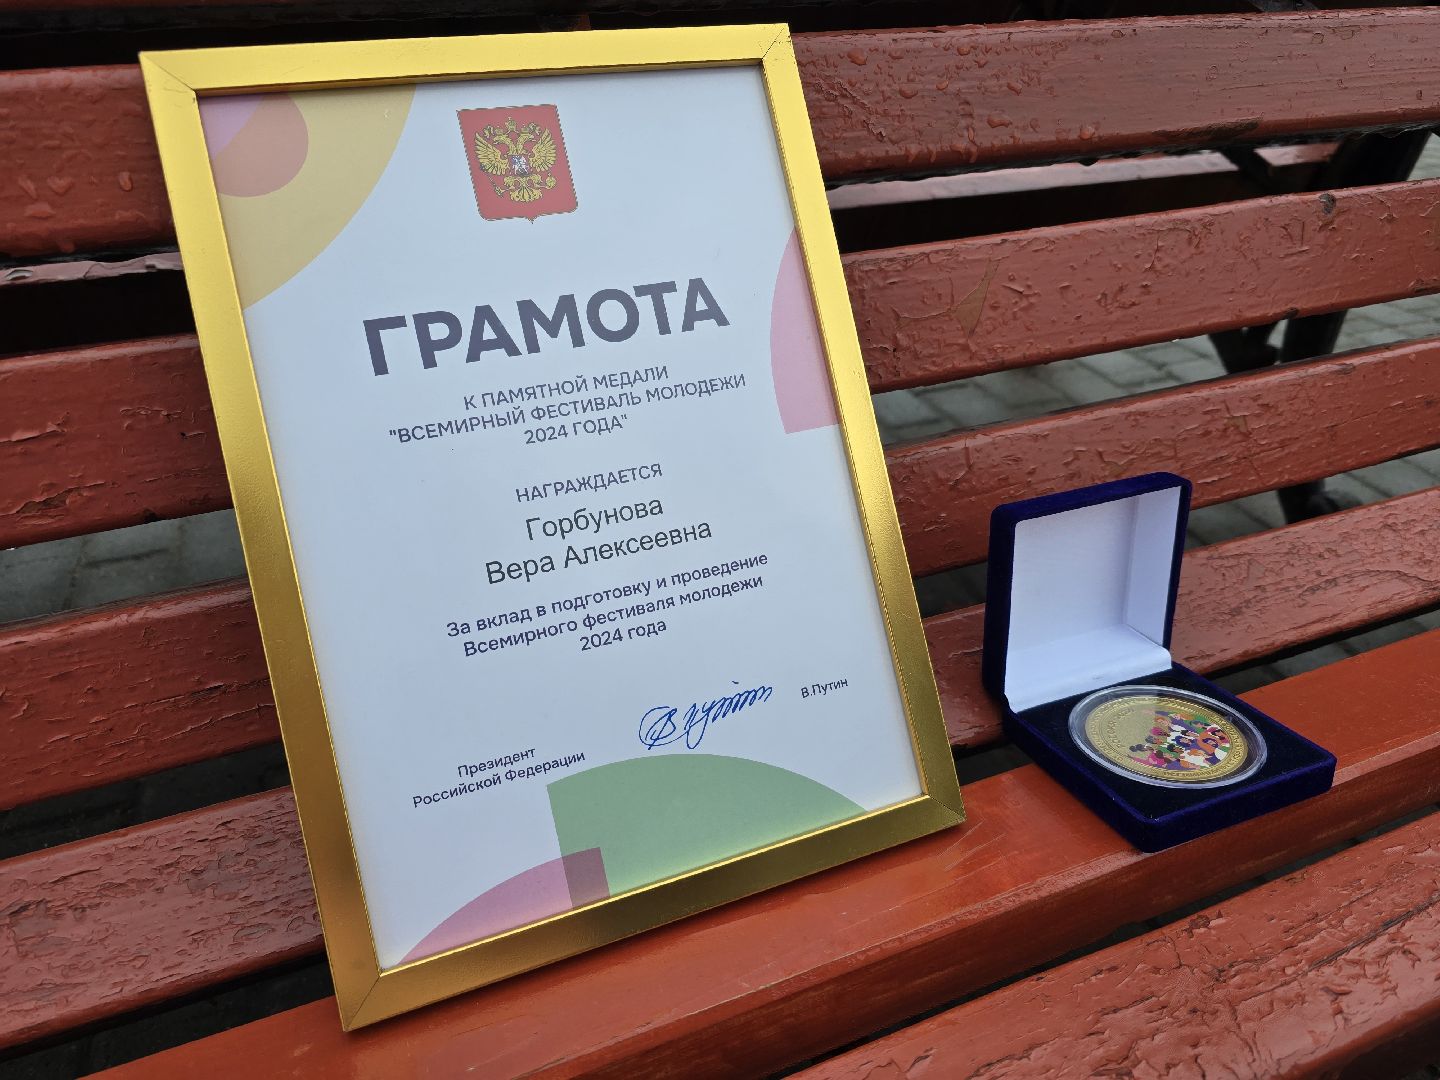 ГРАМОТА
К ПАМЯТНОЙ МЕДАЛИ
"ВСЕМИРНЫЙ ФЕСТИВАЛЬ МОЛОДЕЖИ
2024 ГОДА"
НАГРАЖДАЕТСЯ
Горбунова
Вера Алексеевна
За вклад в подготовку и проведение
Всемирного фестиваля молодежи
2024 года
Президент
Российской Федерации
В.Путин